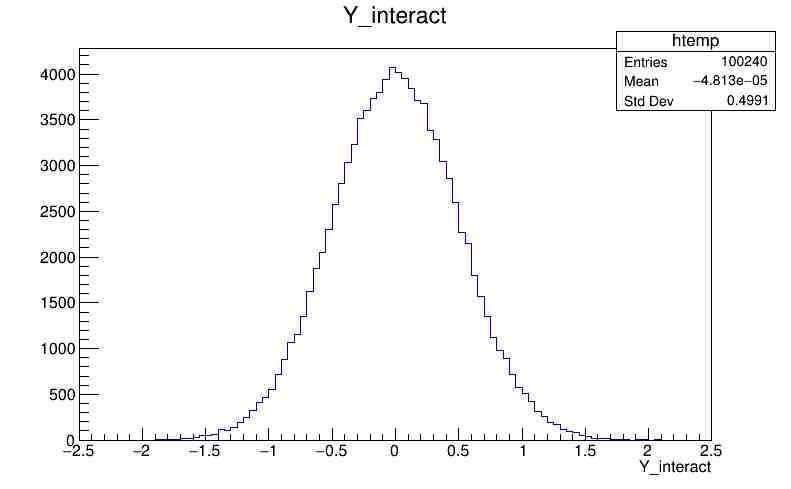 Y_interact
htemp
Entries 100240
Mean −4.813e−05
Std Dev 0.4991
4000
3500
3000
2500
2000
1500
1000
500
0
−2.5 −2 −1.5 −1 −0.5 0 0.5 1 1.5 2 2.5
Y_interact